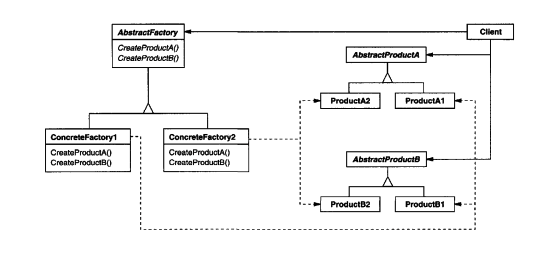 AbstractFactory
Client
CreateProductA()
CreateProductB()
AbstractProductA
ProductA2
ProductA1
ConcreteFactory1
ConcreteFactory2
CreateProductA()
CreateProductA()
CreateProductB()
CreateProductB()
AbstractProductB
ProductB2
ProductB1